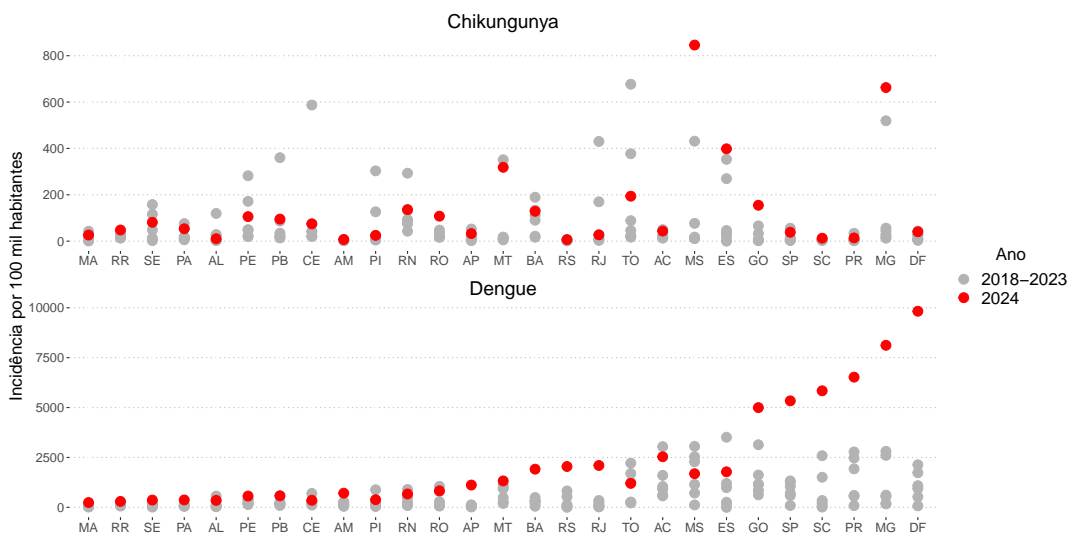 Chikungunya
800
600
400
200
0
MA RR SE PA AL PE PB CE AM PI RN RO AP MT BA RS RJ TO AC MS ES GO SP SC PR MG DF
Dengue
10000
7500
5000
2500
0
MA RR SE PA AL PE PB CE AM PI RN RO AP MT BA RS RJ TO AC MS ES GO SP SC PR MG DF
Incidência por 100 mil habitantes
Ano
2018−2023
2024